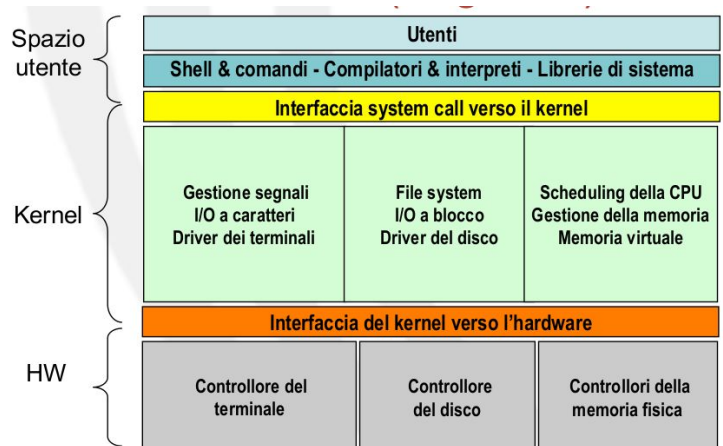 Spazio
utente
Utenti
Shell & comandi - Compilatori & interpreti - Librerie di sistema
Interfaccia system call verso il kernel
Kernel
Gestione segnali
I/O a caratteri
Driver dei terminali
File system
I/O a blocco
Driver del disco
Scheduling della CPU
Gestione della memoria
Memoria virtuale
Interfaccia del kernel verso l'hardware
HW
Controllore del
terminale
Controllore
del disco
Controllori della
memoria fisica